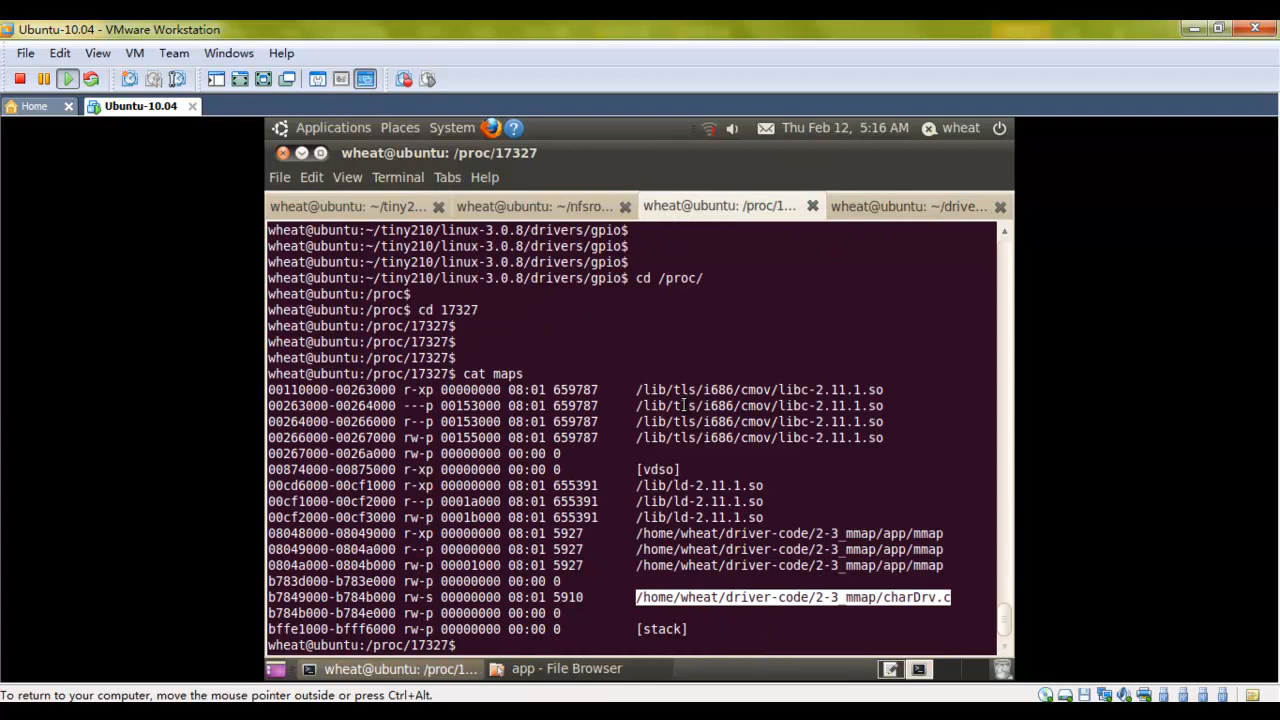 Ubuntu-10.04 - VMware Workstation
File Edit View VM Team Windows Help
Home Ubuntu-10.04
Applications Places System Thu Feb 12, 5:16 AM wheat
wheat@ubuntu: /proc/17327
File Edit View Terminal Tabs Help
wheat@ubuntu: ~/tiny2... wheat@ubuntu: ~/nfsro... wheat@ubuntu: /proc/1... wheat@ubuntu: ~/drive...
wheat@ubuntu:~/tiny210/linux-3.0.8/drivers/gpio$
wheat@ubuntu:~/tiny210/linux-3.0.8/drivers/gpio$
wheat@ubuntu:~/tiny210/linux-3.0.8/drivers/gpio$
wheat@ubuntu:~/tiny210/linux-3.0.8/drivers/gpio$ cd /proc/
wheat@ubuntu:/proc$
wheat@ubuntu:/proc$ cd 17327
wheat@ubuntu:/proc/17327$
wheat@ubuntu:/proc/17327$
wheat@ubuntu:/proc/17327$
wheat@ubuntu:/proc/17327$ cat maps
00110000-00263000 r-xp 00000000 08:01 659787 /lib/tls/i686/cmov/libc-2.11.1.so
00263000-00264000 ---p 00153000 08:01 659787 /lib/tls/i686/cmov/libc-2.11.1.so
00264000-00266000 r--p 00153000 08:01 659787 /lib/tls/i686/cmov/libc-2.11.1.so
00266000-00267000 rw-p 00155000 08:01 659787 /lib/tls/i686/cmov/libc-2.11.1.so
00267000-0026a000 rw-p 00000000 00:00 0
00874000-00875000 r-xp 00000000 00:00 0 [vdso]
00cd6000-00cf1000 r-xp 00000000 08:01 655391 /lib/ld-2.11.1.so
00cf1000-00cf2000 r--p 0001a000 08:01 655391 /lib/ld-2.11.1.so
00cf2000-00cf3000 rw-p 0001b000 08:01 655391 /lib/ld-2.11.1.so
08048000-08049000 r-xp 00000000 08:01 5927 /home/wheat/driver-code/2-3_mmap/app/mmap
08049000-0804a000 r--p 00000000 08:01 5927 /home/wheat/driver-code/2-3_mmap/app/mmap
0804a000-0804b000 rw-p 00001000 08:01 5927 /home/wheat/driver-code/2-3_mmap/app/mmap
b783d000-b783e000 rw-p 00000000 00:00 0
b7849000-b784b000 rw-s 00000000 08:01 5910 /home/wheat/driver-code/2-3_mmap/charDrv.c
b784b000-b784e000 rw-p 00000000 00:00 0
bffe1000-bfff6000 rw-p 00000000 00:00 0 [stack]
wheat@ubuntu:/proc/17327$
wheat@ubuntu: /proc/1... app - File Browser
To return to your computer, move the mouse pointer outside or press Ctrl+Alt.